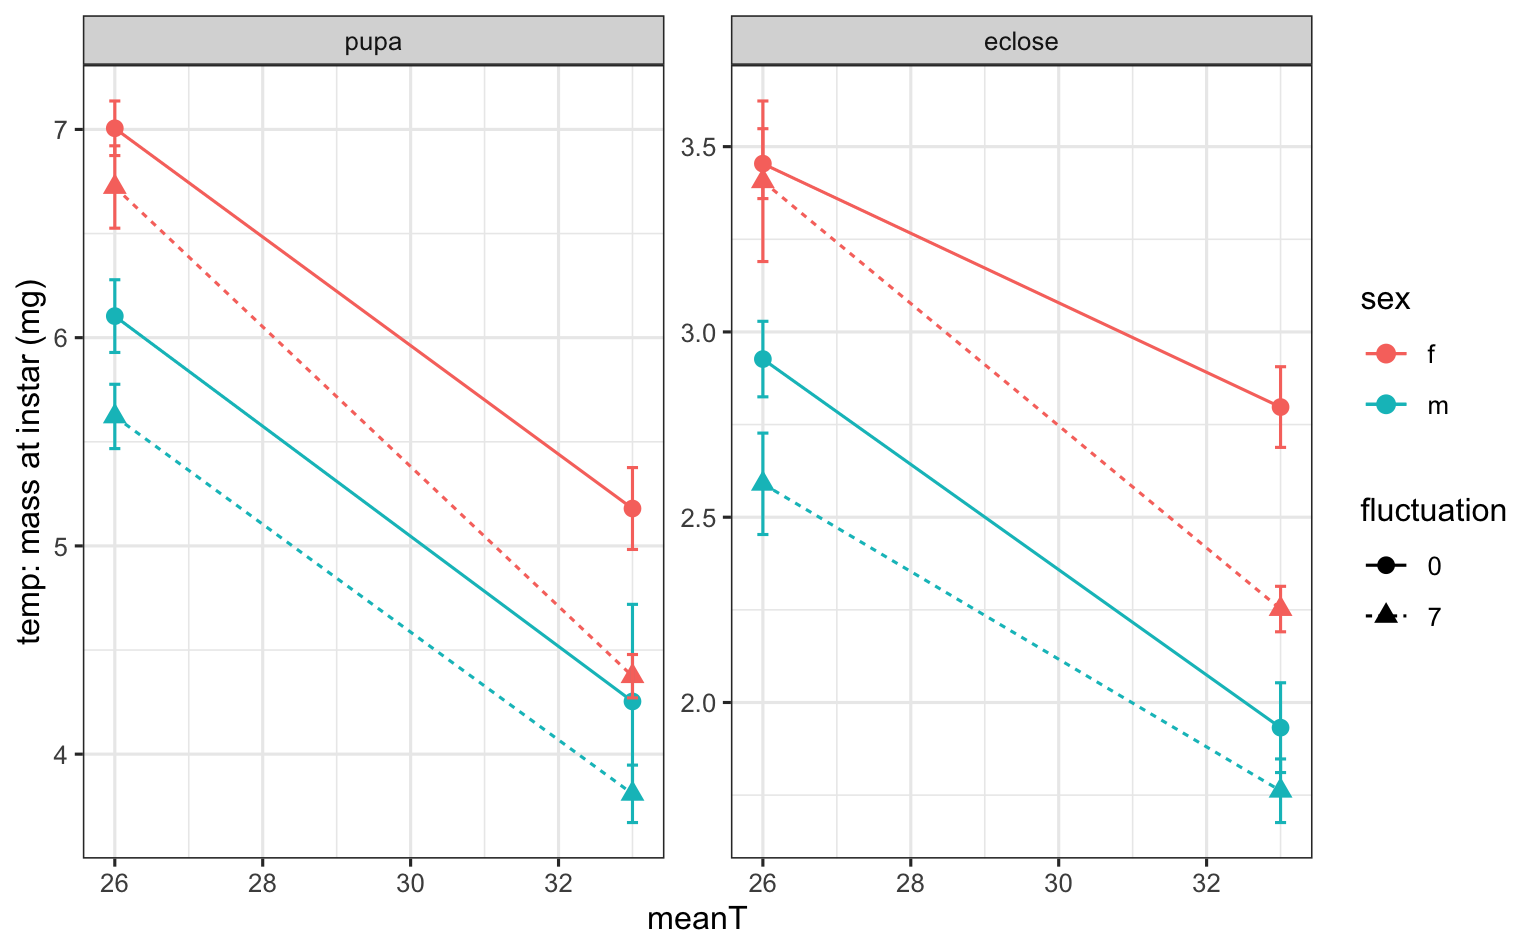 pupa
eclose
temp: mass at instar (mg)
7
6
5
4
3.5
3.0
2.5
2.0
26 28 30 32
26 28 30 32
meanT
sex
f
m
fluctuation
0
7